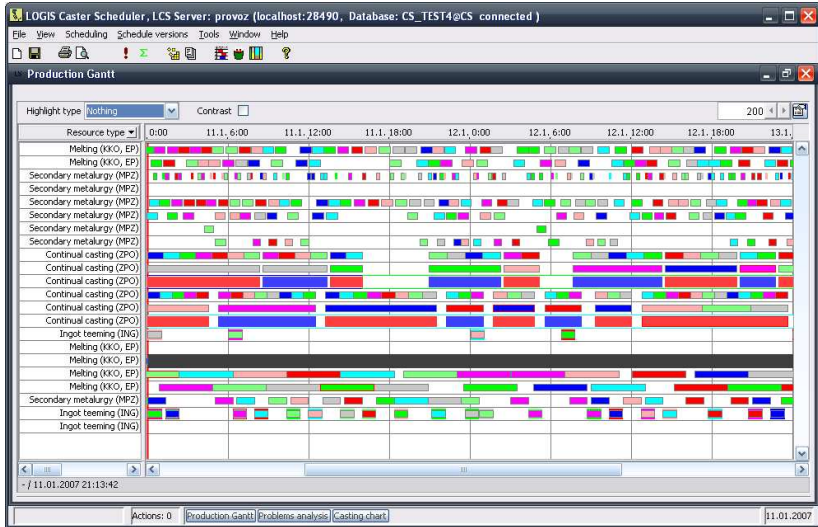 LOGIS Caster Scheduler, LCS Server: provoz (localhost:28490, Database: CS_TEST4@CS connected )
File View Scheduling Schedule versions Tools Window Help
Production Gantt
Highlight type Nothing Contrast 200
Resource type 0:00 11.1. 6:00 11.1. 12:00 11.1. 18:00 12.1. 0:00 12.1. 6:00 12.1. 12:00 12.1. 18:00 13.1.
Melting (KKO, EP)
Melting (KKO, EP)
Secondary metalurgy (MPZ)
Secondary metalurgy (MPZ)
Secondary metalurgy (MPZ)
Secondary metalurgy (MPZ)
Secondary metalurgy (MPZ)
Secondary metalurgy (MPZ)
Continual casting (ZPO)
Continual casting (ZPO)
Continual casting (ZPO)
Continual casting (ZPO)
Continual casting (ZPO)
Continual casting (ZPO)
Ingot teeming (ING)
Melting (KKO, EP)
Melting (KKO, EP)
Melting (KKO, EP)
Melting (KKO, EP)
Secondary metalurgy (MPZ)
Ingot teeming (ING)
Ingot teeming (ING)
- / 11.01.2007 21:13:42
Actions: 0 Production Gantt Problems analysis Casting chart 11.01.2007